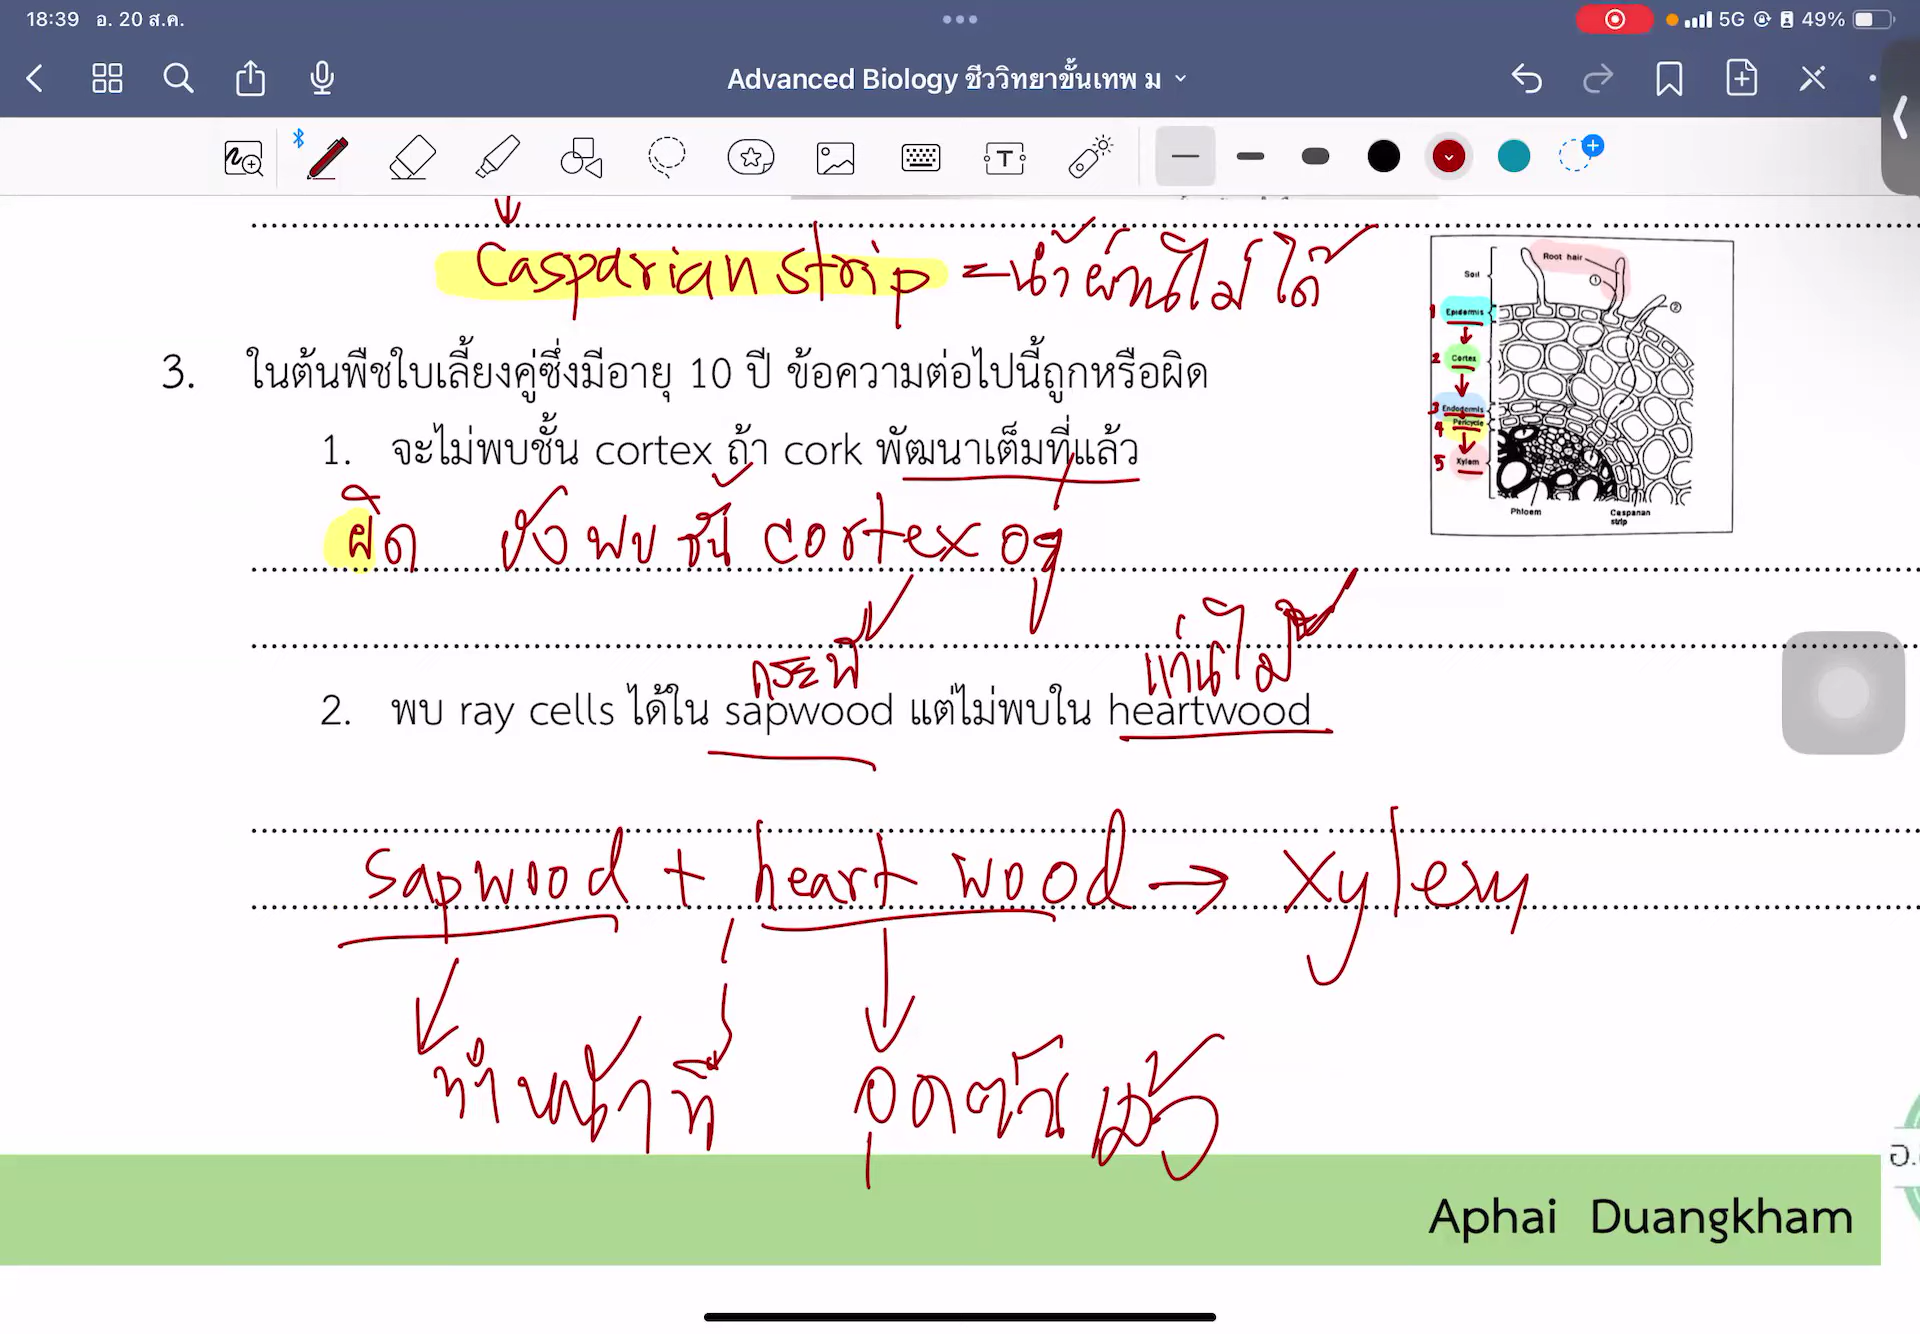 18:39 อ. 20 ส.ค.
5G 49%
Advanced Biology ชีววิทยาขั้นเทพ ม
Casparian strip = น้ำผ่านไม่ได้
Root hair
Soil
①
②
1 Epidermis
2 Cortex
3 Endodermis
4 Pericycle
5 Xylem
Phloem
Casparian strip
3. ในต้นพืชใบเลี้ยงคู่ซึ่งมีอายุ 10 ปี ข้อความต่อไปนี้ถูกหรือผิด
1. จะไม่พบชั้น cortex ถ้า cork พัฒนาเต็มที่แล้ว
ผิด ยังพบชั้น cortex อยู่
กระพี้ แก่นไม้
2. พบ ray cells ได้ใน sapwood แต่ไม่พบใน heartwood
sapwood + heart wood → xylem
ทำหน้าที่ อุดตันแล้ว
Aphai Duangkham